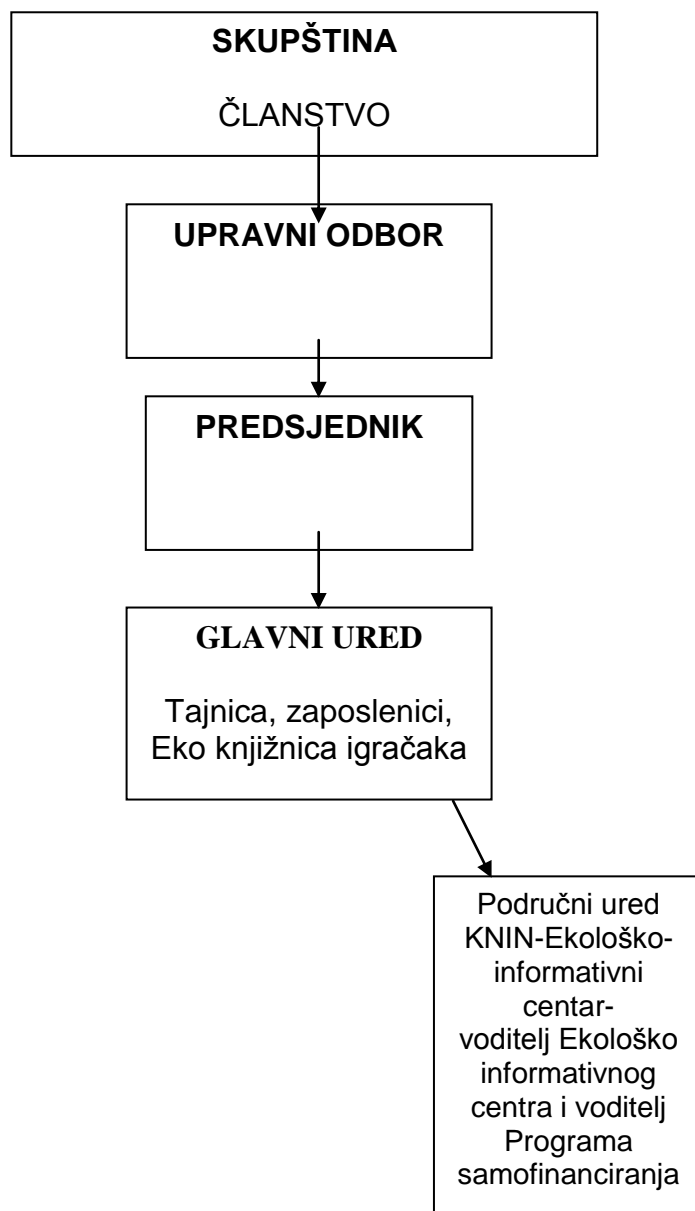 SKUPŠTINA
ČLANSTVO
UPRAVNI ODBOR
PREDSJEDNIK
GLAVNI URED
Tajnica, zaposlenici,
Eko knjižnica igračaka
Područni ured
KNIN-Ekološko-
informativni
centar-
voditelj Ekološko
informativnog
centra i voditelj
Programa
samofinanciranja